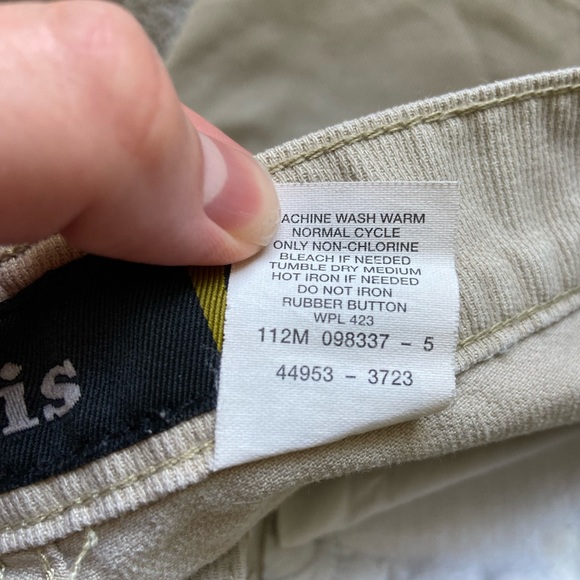 ACHINE WASH WARM
NORMAL CYCLE
ONLY NON-CHLORINE
BLEACH IF NEEDED
TUMBLE DRY MEDIUM
HOT IRON IF NEEDED
DO NOT IRON
RUBBER BUTTON
WPL 423
112M 098337 - 5
44953 - 3723
is